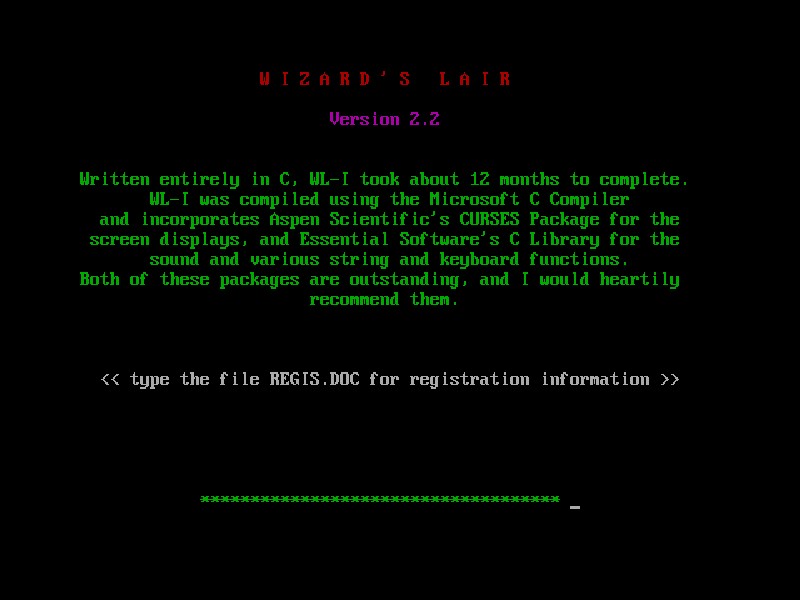 W I Z A R D ' S   L A I R
Version 2.2
Written entirely in C, WL-I took about 12 months to complete.
WL-I was compiled using the Microsoft C Compiler
and incorporates Aspen Scientific's CURSES Package for the
screen displays, and Essential Software's C Library for the
sound and various string and keyboard functions.
Both of these packages are outstanding, and I would heartily
recommend them.
<< type the file REGIS.DOC for registration information >>
************************************ _